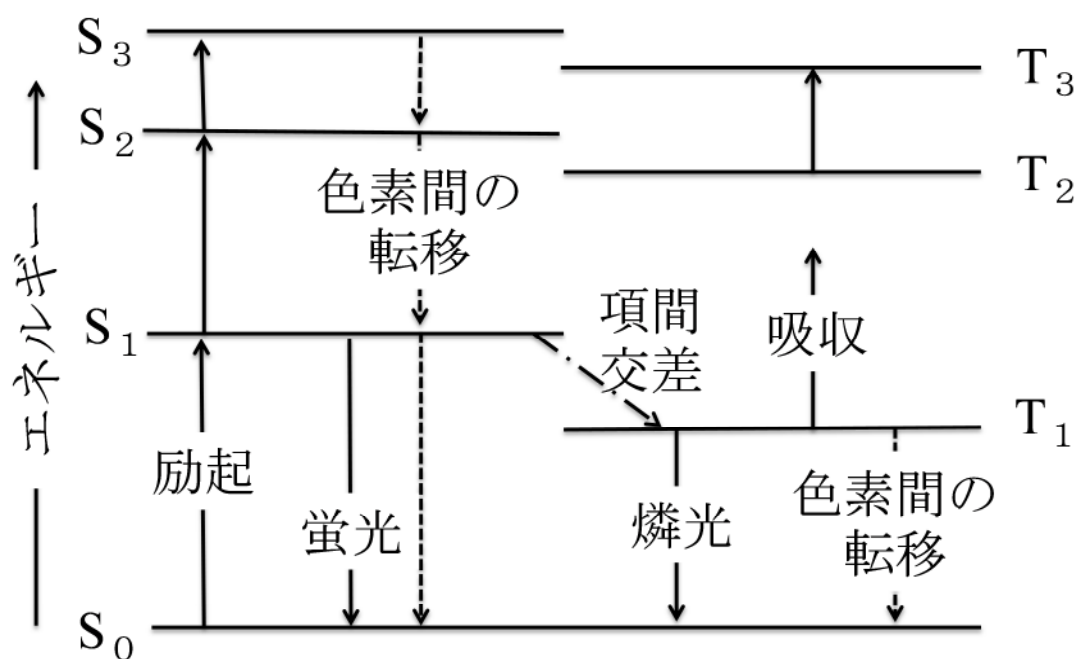 S₃
T₃
S₂
T₂
色素間の
転移
エネルギー
項間
交差
S₁
吸収
T₁
励起
蛍光
燐光
色素間の
転移
S₀